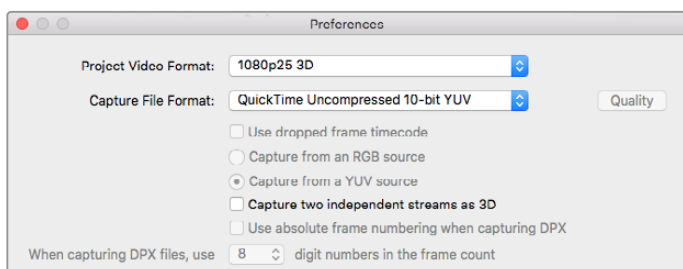 Preferences
Project Video Format: 1080p25 3D
Capture File Format: QuickTime Uncompressed 10-bit YUV Quality
Use dropped frame timecode
Capture from an RGB source
Capture from a YUV source
Capture two independent streams as 3D
Use absolute frame numbering when capturing DPX
When capturing DPX files, use 8 digit numbers in the frame count